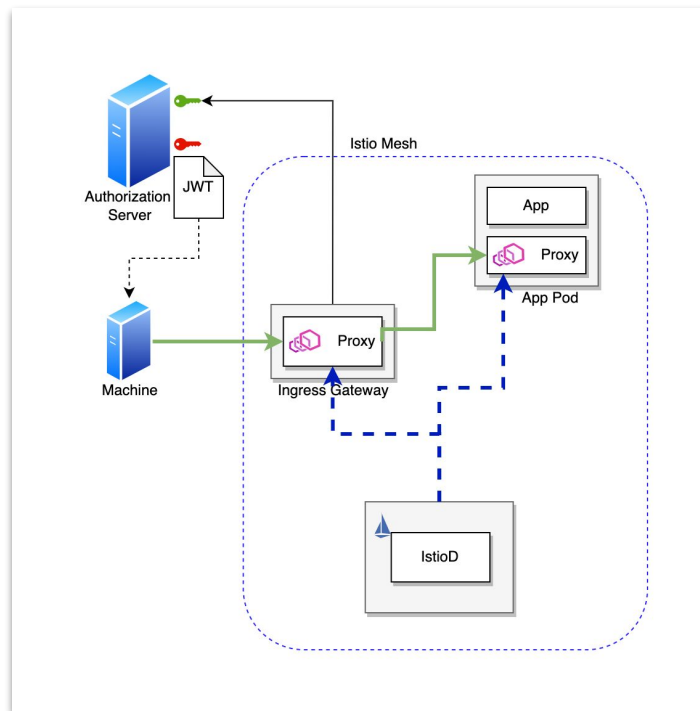 Istio Mesh
JWT
Authorization
Server
App
Proxy
App Pod
Proxy
Machine
Ingress Gateway
IstioD